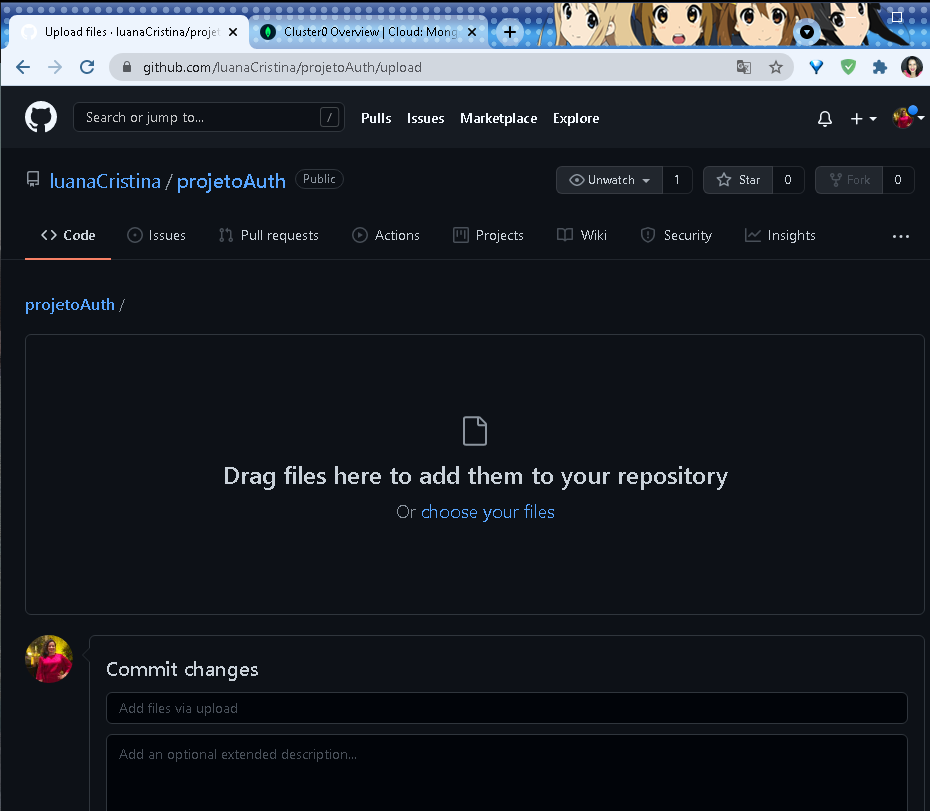 Upload files · luanaCristina/projet
Cluster0 Overview | Cloud: Mong
github.com/luanaCristina/projetoAuth/upload
Search or jump to...
/
Pulls
Issues
Marketplace
Explore
luanaCristina / projetoAuth
Public
Unwatch
1
Star
0
Fork
0
Code
Issues
Pull requests
Actions
Projects
Wiki
Security
Insights
projetoAuth /
Drag files here to add them to your repository
Or choose your files
Commit changes
Add files via upload
Add an optional extended description...